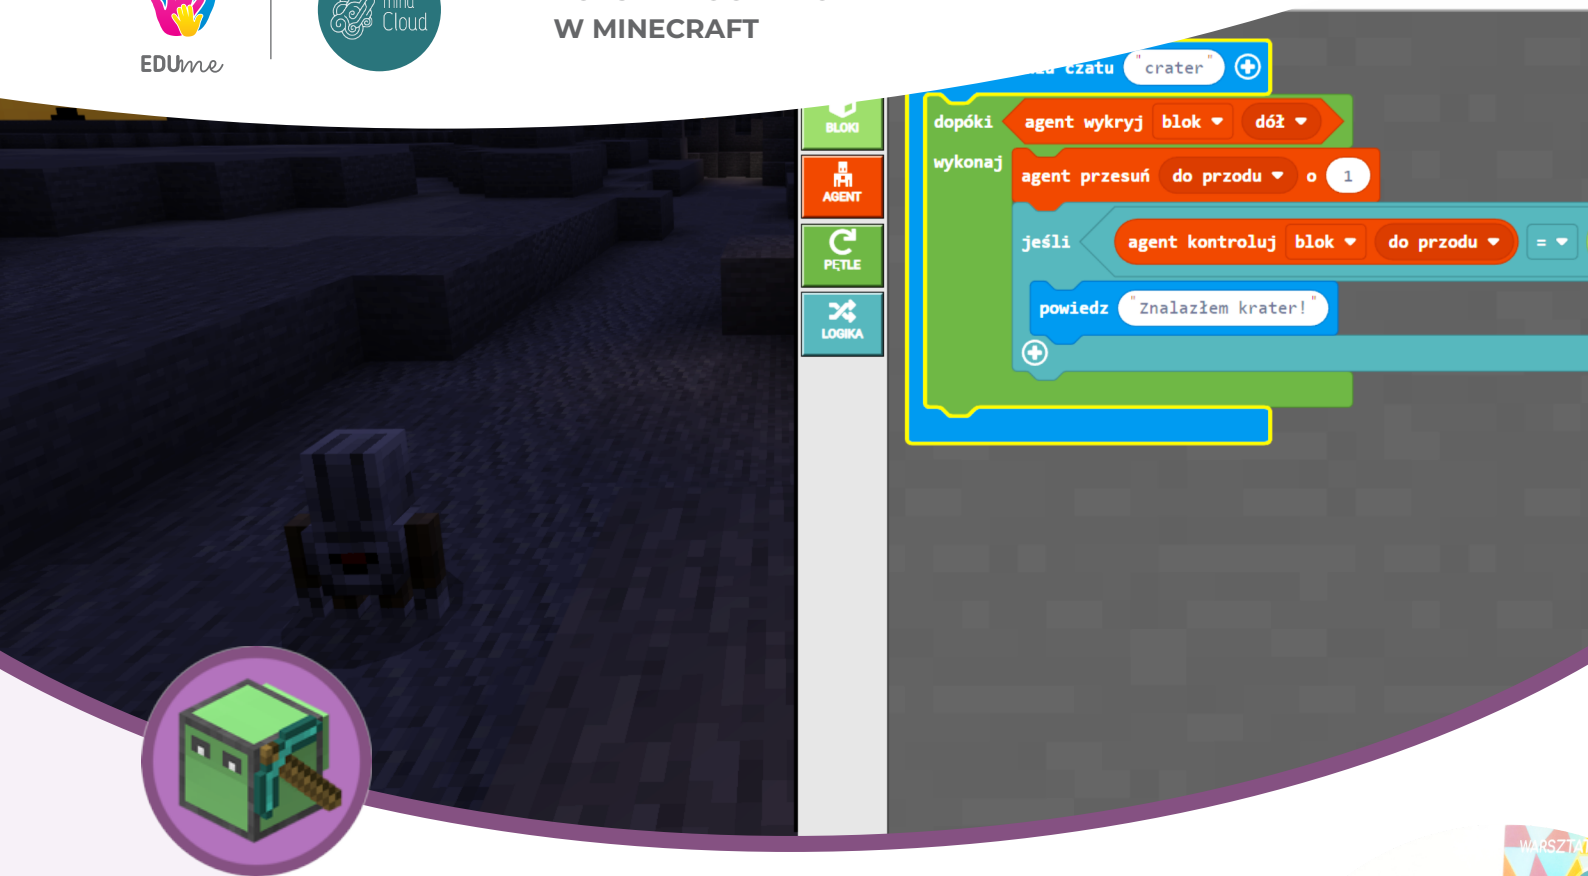 mind
Cloud
EDUme
W MINECRAFT
czatu "crater"
BLOKI
dopóki agent wykryj blok dół
wykonaj
AGENT
agent przesuń do przodu o 1
PĘTLE
jeśli agent kontroluj blok do przodu =
LOGIKA
powiedz "Znalazłem krater!"